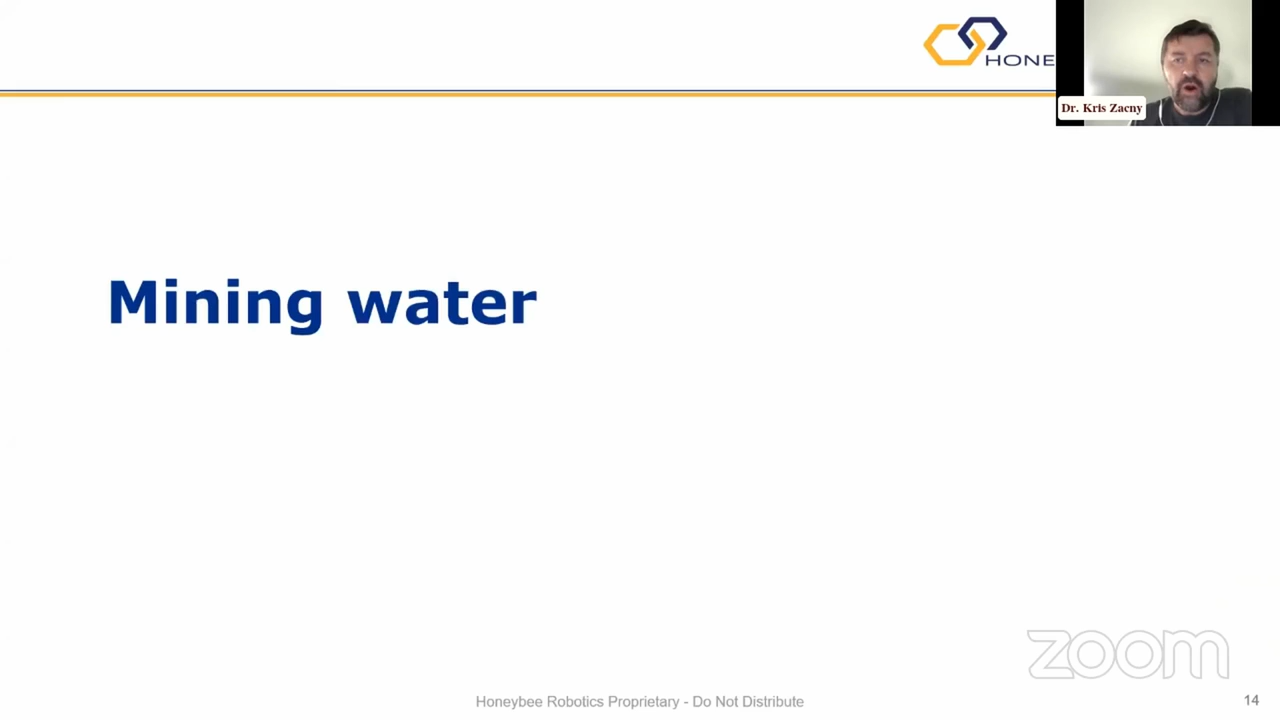 HONE
Dr. Kris Zacny
Mining water
zoom
Honeybee Robotics Proprietary - Do Not Distribute
14